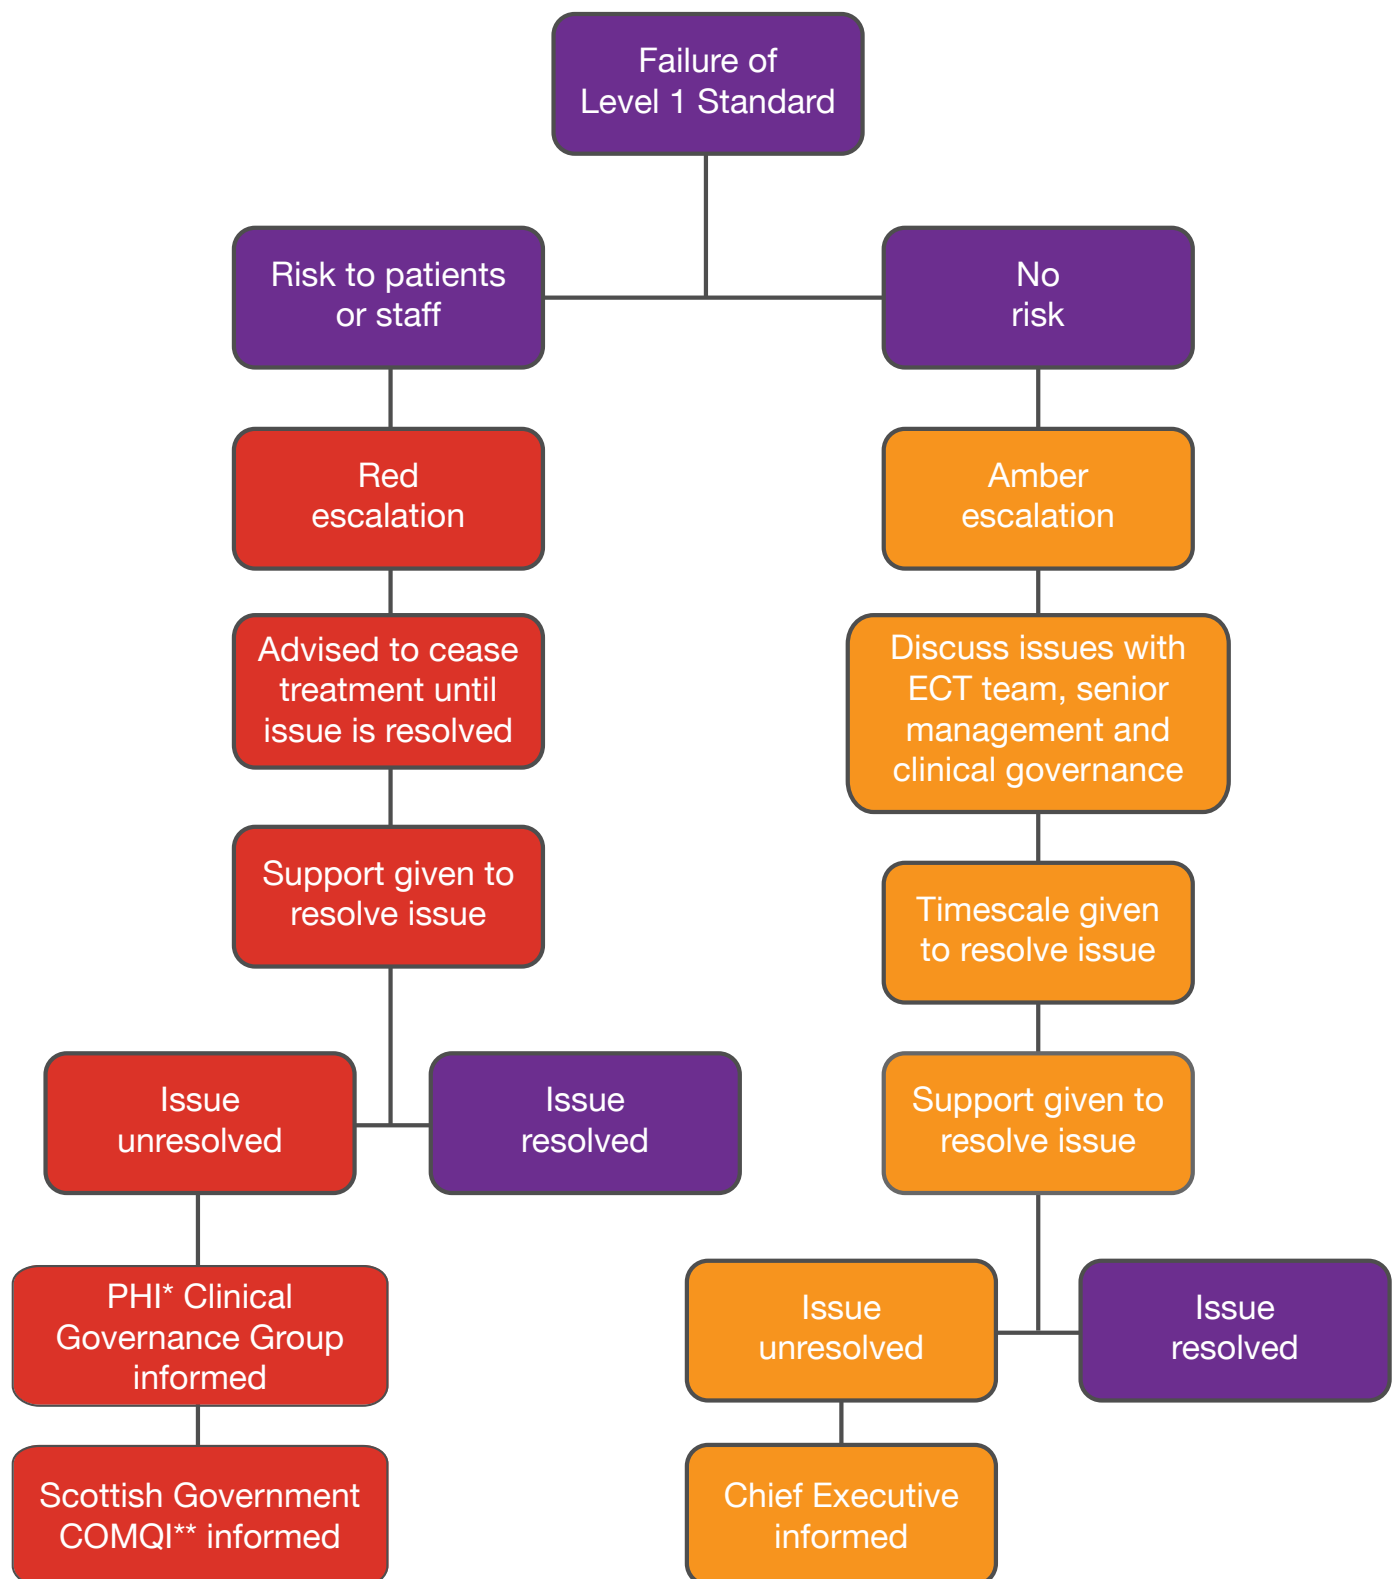 Failure of
Level 1 Standard
Risk to patients
or staff
No
risk
Red
escalation
Amber
escalation
Advised to cease
treatment until
issue is resolved
Discuss issues with
ECT team, senior
management and
clinical governance
Support given to
resolve issue
Timescale given
to resolve issue
Issue
unresolved
Issue
resolved
Support given to
resolve issue
PHI* Clinical
Governance Group
informed
Issue
unresolved
Issue
resolved
Scottish Government
COMQI** informed
Chief Executive
informed